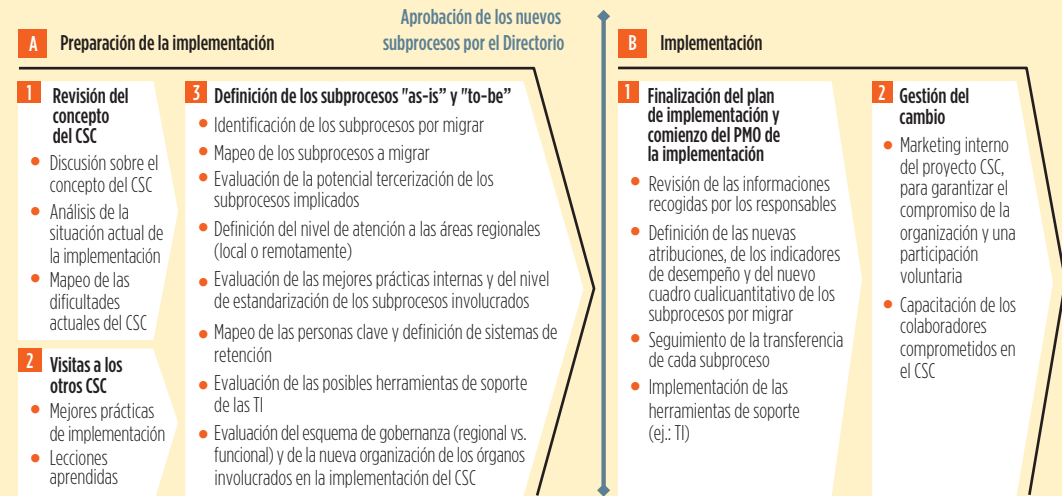 A Preparación de la implementación
Aprobación de los nuevos
subprocesos por el Directorio
1 Revisión del
concepto
del CSC
• Discusión sobre el
concepto del CSC
• Análisis de la
situación actual de
la implementación
• Mapeo de las
dificultades
actuales del CSC
2 Visitas a los
otros CSC
• Mejores prácticas
de implementación
• Lecciones
aprendidas
3 Definición de los subprocesos "as-is” y "to-be”
• Identificación de los subprocesos por migrar
• Mapeo de los subprocesos a migrar
• Evaluación de la potencial tercerización de los
subprocesos implicados
• Definición del nivel de atención a las áreas regionales
(local o remotamente)
• Evaluación de las mejores prácticas internas y del nivel
de estandarización de los subprocesos involucrados
• Mapeo de las personas clave y definición de sistemas de
retención
• Evaluación de las posibles herramientas de soporte
de las TI
• Evaluación del esquema de gobernanza (regional vs.
funcional) y de la nueva organización de los órganos
involucrados en la implementación del CSC
B Implementación
1 Finalización del plan
de implementación y
comienzo del PMO de
la implementación
• Revisión de las informaciones
recogidas por los responsables
• Definición de las nuevas
atribuciones, de los indicadores
de desempeño y del nuevo
cuadro cualicuantitativo de los
subprocesos por migrar
• Seguimiento de la transferencia
de cada subproceso
• Implementación de las
herramientas de soporte
(ej.: TI)
2 Gestión del
cambio
• Marketing interno
del proyecto CSC,
para garantizar el
compromiso de la
organización y una
participación
voluntaria
• Capacitación de los
colaboradores
comprometidos en
el CSC